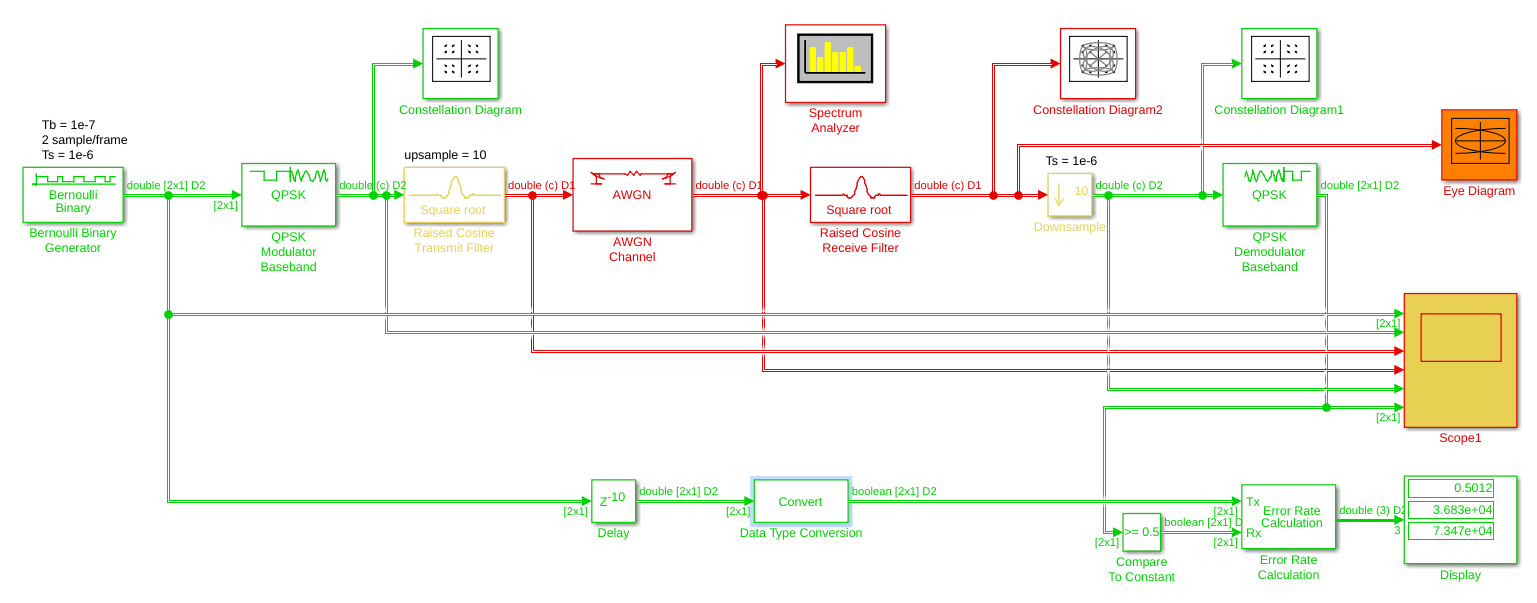 Constellation Diagram
Spectrum
Analyzer
Constellation Diagram2
Constellation Diagram1
Tb = 1e-7
2 sample/frame
Ts = 1e-6
upsample = 10
Ts = 1e-6
Eye Diagram
Bernoulli
Binary
Bernoulli Binary
Generator
double [2x1] D2
[2x1]
QPSK
QPSK
Modulator
Baseband
double (c) D2
Square root
Raised Cosine
Transmit Filter
double (c) D1
AWGN
AWGN
Channel
double (c) D1
Square root
Raised Cosine
Receive Filter
double (c) D1
10
Downsample
double (c) D2
QPSK
QPSK
Demodulator
Baseband
double [2x1] D2
[2x1]
[2x1]
Scope1
[2x1]
Z-10
Delay
double [2x1] D2
[2x1]
Convert
Data Type Conversion
boolean [2x1] D2
[2x1]
>= 0.5
Compare
To Constant
boolean [2x1] D
[2x1]
[2x1]
Tx
Rx
Error Rate
Calculation
Error Rate
Calculation
double (3) D2
3
0.5012
3.683e+04
7.347e+04
Display